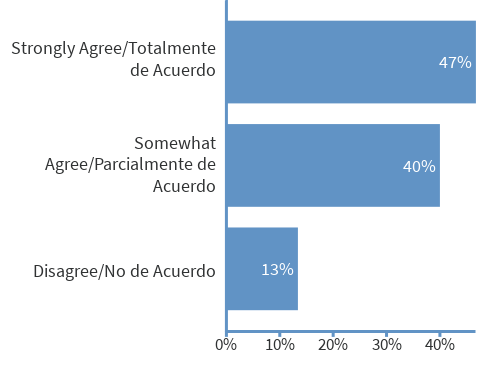 Strongly Agree/Totalmente
de Acuerdo
47%
Somewhat
Agree/Parcialmente de
Acuerdo
40%
Disagree/No de Acuerdo
13%
0% 10% 20% 30% 40%